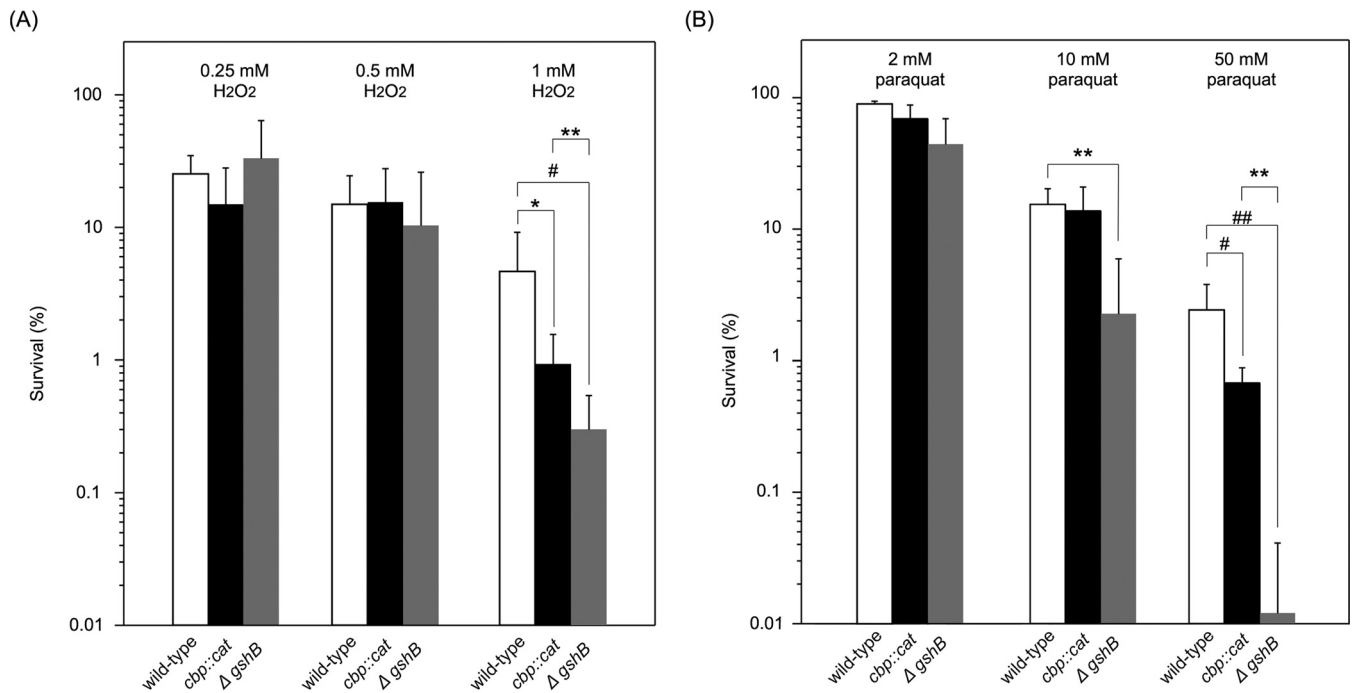 (A)
0.25 mM
H2O2
0.5 mM
H2O2
1 mM
H2O2
100
10
1
0.1
0.01
Survival (%)
**
#
*
wild-type
cbp::cat
Δ gshB
wild-type
cbp::cat
Δ gshB
wild-type
cbp::cat
Δ gshB
(B)
2 mM
paraquat
10 mM
paraquat
50 mM
paraquat
100
10
1
0.1
0.01
Survival (%)
**
**
##
#
wild-type
cbp::cat
Δ gshB
wild-type
cbp::cat
Δ gshB
wild-type
cbp::cat
Δ gshB